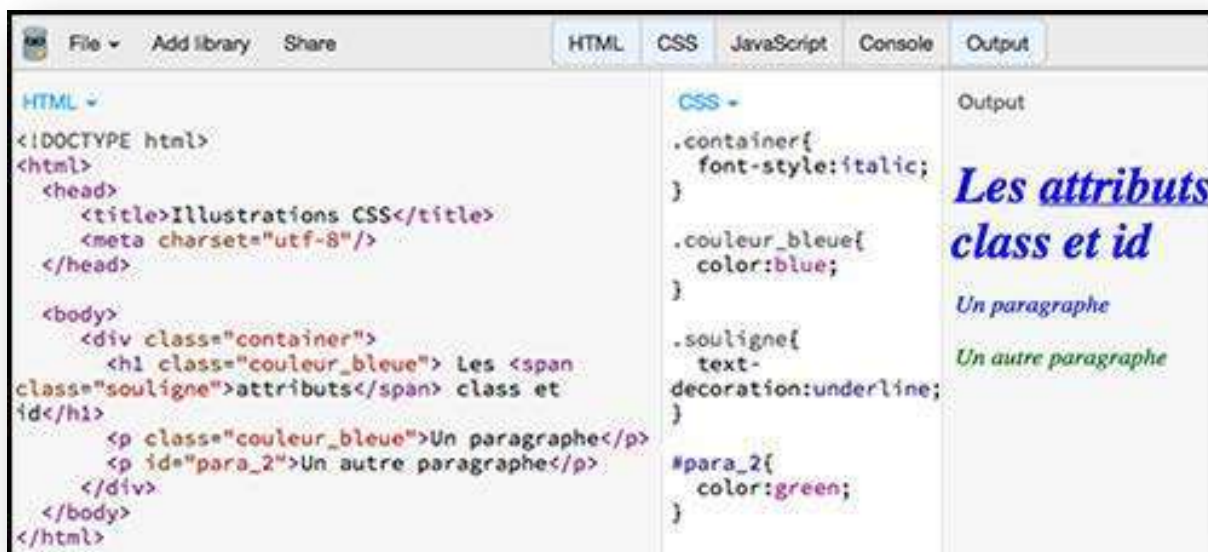 File Add library Share HTML CSS JavaScript Console Output
HTML
<!DOCTYPE html>
<html>
<head>
<title>Illustrations CSS</title>
<meta charset="utf-8"/>
</head>
<body>
<div class="container">
<h1 class="couleur_bleue"> Les <span
class="souligne">attributs</span> class et
id</h1>
<p class="couleur_bleue">Un paragraphe</p>
<p id="para_2">Un autre paragraphe</p>
</div>
</body>
</html>
CSS
.container{
font-style:italic;
}
.couleur_bleue{
color:blue;
}
.souligne{
text-
decoration:underline;
}
#para_2{
color:green;
}
Output
Les attributs
class et id
Un paragraphe
Un autre paragraphe